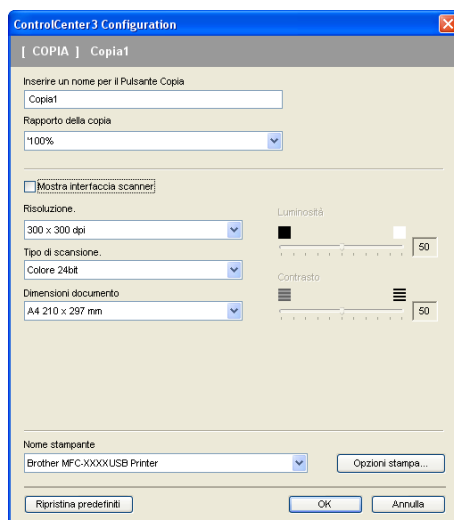 ControlCenter3 Configuration
[ COPIA ] Copia1
Inserire un nome per il Pulsante Copia
Copia1
Rapporto della copia
*100%
Mostra interfaccia scanner
Risoluzione.
300 x 300 dpi
Tipo di scansione.
Colore 24bit
Dimensioni documento
A4 210 x 297 mm
Luminosità
50
Contrasto
50
Nome stampante
Brother MFC-XXXXUSB Printer
Opzioni stampa...
Ripristina predefiniti
OK
Annulla